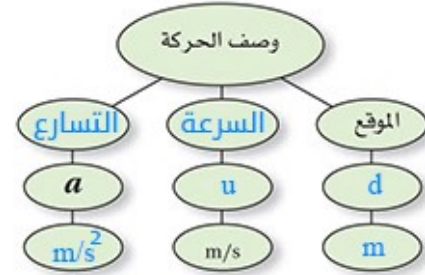 وصف الحركة
الموقع السرعة التسارع
d u a
m m/s m/s²